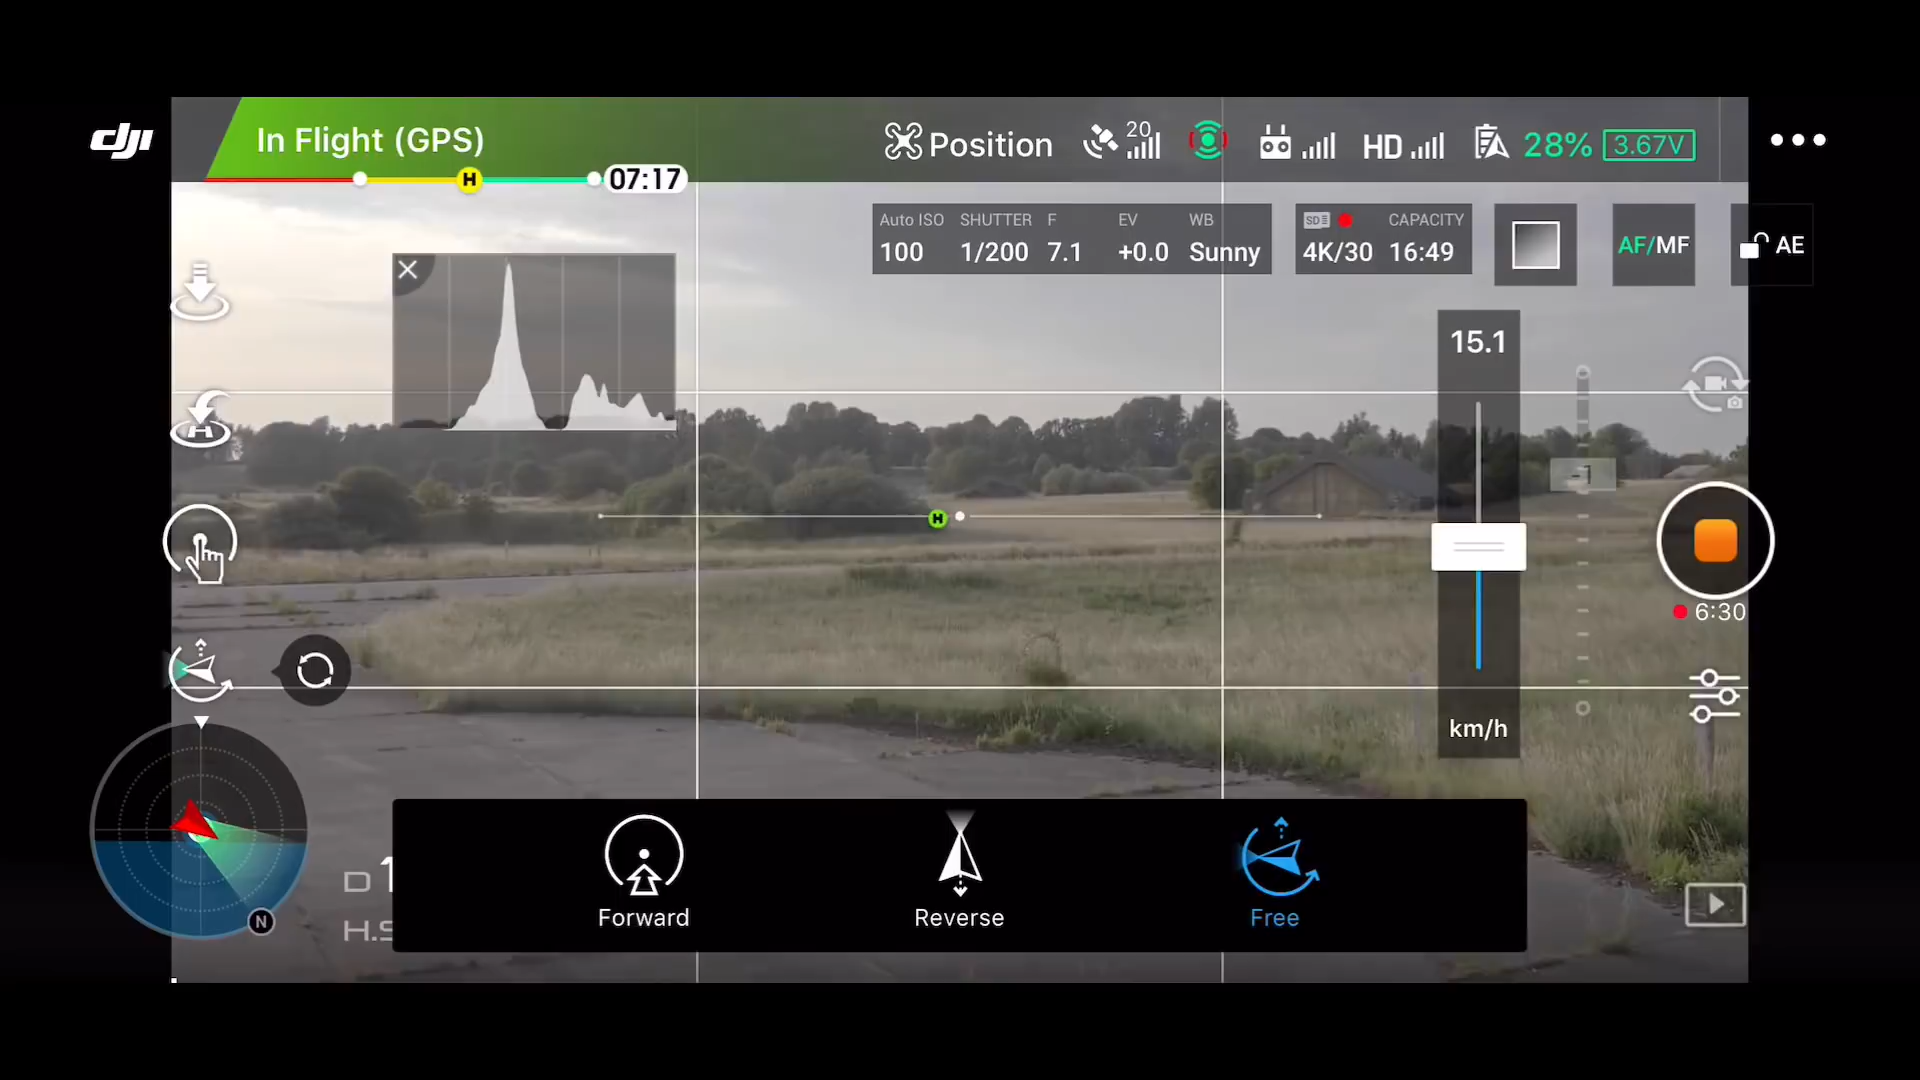 dji
In Flight (GPS)
Position
20
HD
28%
3.67V
H
07:17
Auto ISO SHUTTER F EV WB
100 1/200 7.1 +0.0 Sunny
SD CAPACITY
4K/30 16:49
AF/MF
AE
15.1
H
H
6:30
km/h
D 1
N
H.S
Forward
Reverse
Free